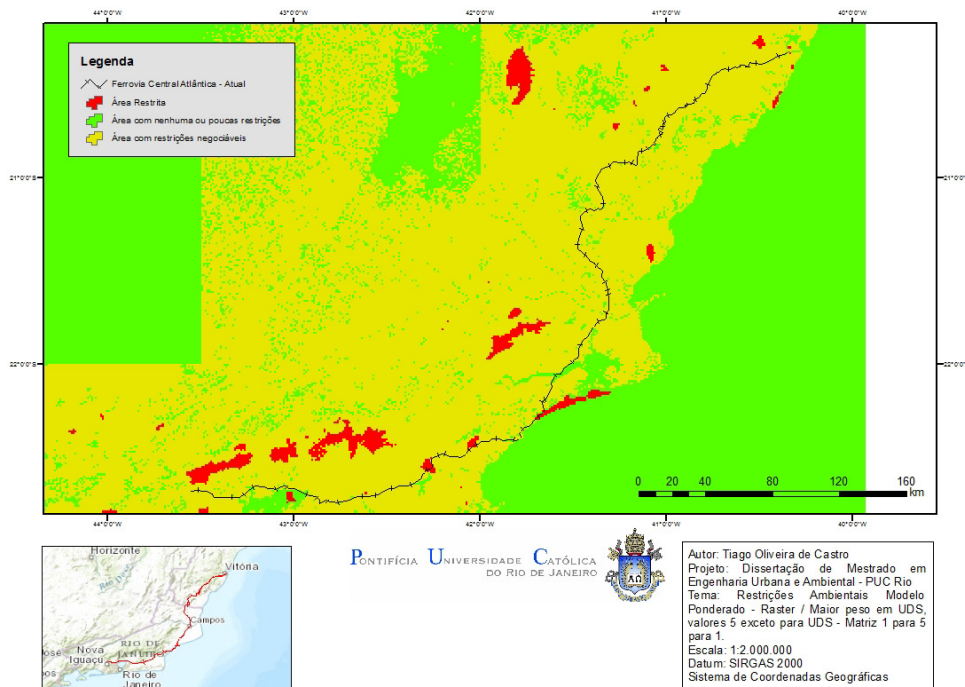 44°0'0"W 43°0'0"W 42°0'0"W 41°0'0"W 40°0'0"W
Legenda
Ferrovia Central Atlântica - Atual
Área Restrita
Área com nenhuma ou poucas restrições
Área com restrições negociáveis
21°0'0"S 21°0'0"S
22°0'0"S 22°0'0"S
0 20 40 80 120 160
km
44°0'0"W 43°0'0"W 42°0'0"W 41°0'0"W 40°0'0"W
Horizonte
Vitória
Campos
José
Nova
Iguaçu
RIO DE
JANEIRO
Rio de
Janeiro
PONTIFÍCIA UNIVERSIDADE CATÓLICA
DO RIO DE JANEIRO
ΑΩ
Autor: Tiago Oliveira de Castro
Projeto: Dissertação de Mestrado em
Engenharia Urbana e Ambiental - PUC Rio
Tema: Restrições Ambientais Modelo
Ponderado - Raster / Maior peso em UDS,
valores 5 exceto para UDS - Matriz 1 para 5
para 1.
Escala: 1:2.000.000
Datum: SIRGAS 2000
Sistema de Coordenadas Geográficas